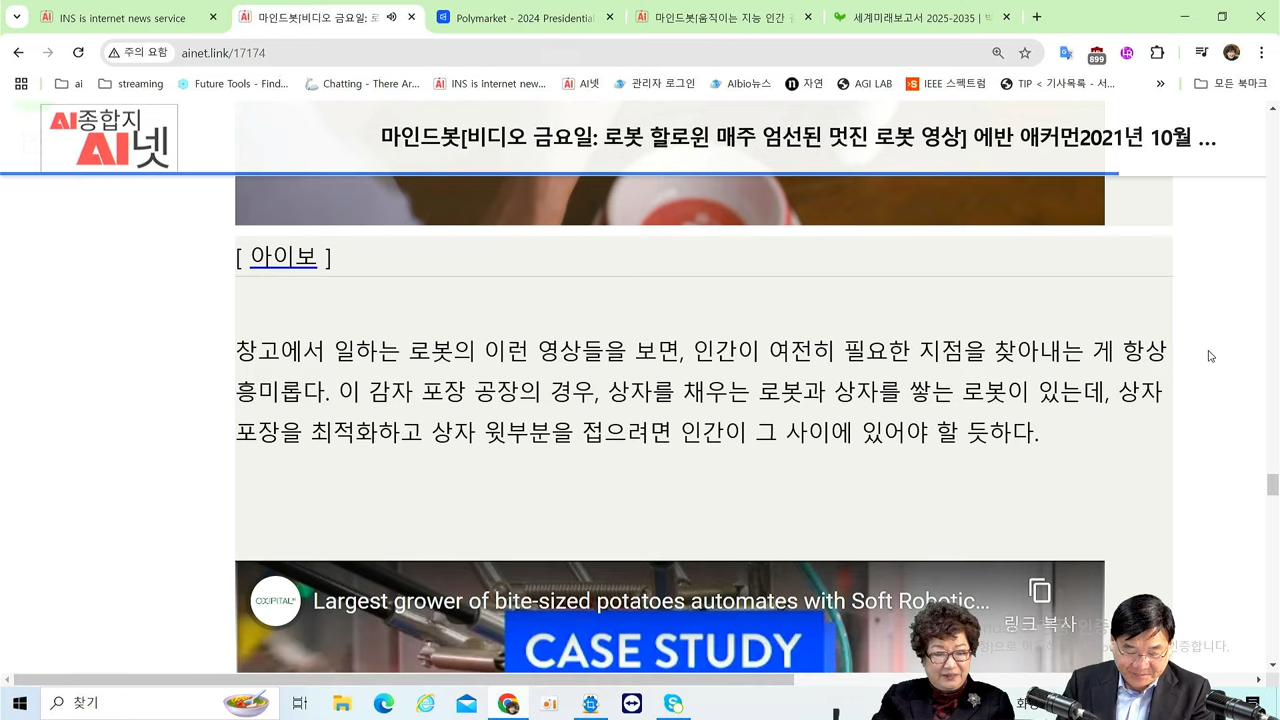 INS is internet news service
마인드봇[비디오 금요일: 로
Polymarket - 2024 Presidential
마인드봇[움직이는 지능 인간
세계미래보고서 2025-2035 |
주의 요함
ainet.link/17174
899
ai
streaming
Future Tools - Find...
Chatting - There Ar...
AI INS is internet new...
AI AI넷
관리자 로그인
AIbio뉴스
자연
AGI LAB
IEEE 스펙트럼
TIP < 기사목록 - 서...
»
모든 북마크
AI종합지
AI넷
마인드봇[비디오 금요일: 로봇 할로윈 매주 엄선된 멋진 로봇 영상] 에반 애커먼2021년 10월 ...
[ 아이보 ]
창고에서 일하는 로봇의 이런 영상들을 보면, 인간이 여전히 필요한 지점을 찾아내는 게 항상
흥미롭다. 이 감자 포장 공장의 경우, 상자를 채우는 로봇과 상자를 쌓는 로봇이 있는데, 상자
포장을 최적화하고 상자 윗부분을 접으려면 인간이 그 사이에 있어야 할 듯하다.
OXIPITAL
Largest grower of bite-sized potatoes automates with Soft Robotic...
링크 복사
CASE STUDY
인증합니다.
찾기